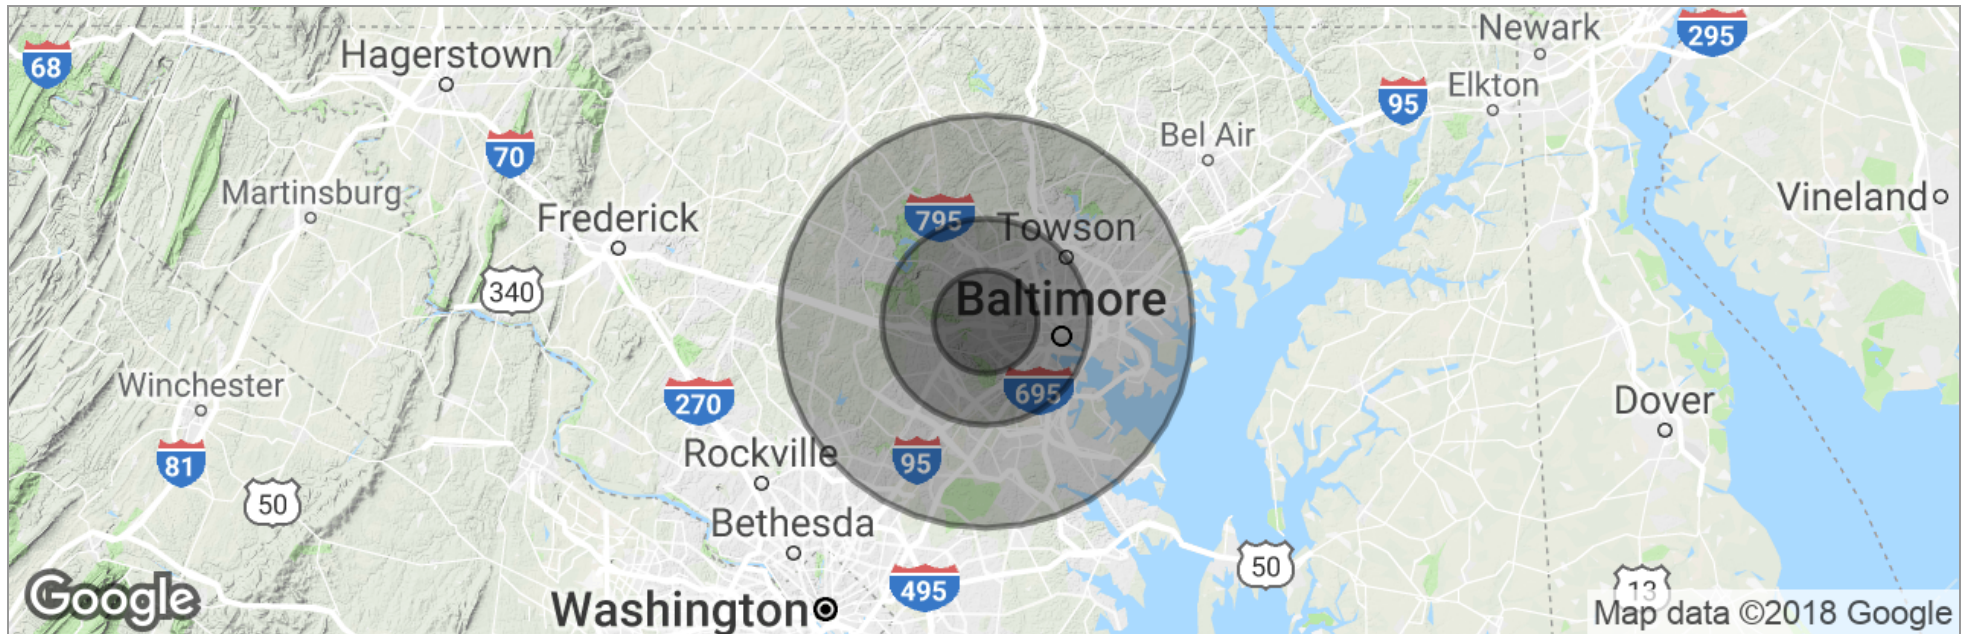 Newark
295
Hagerstown
68
Elkton
95
Bel Air
70
Martinsburg
Vineland
Frederick
795
Towson
340
Baltimore
Winchester
270
695
Dover
Rockville
95
81
50
Bethesda
50
495
13
Google
Washington
Map data ©2018 Google